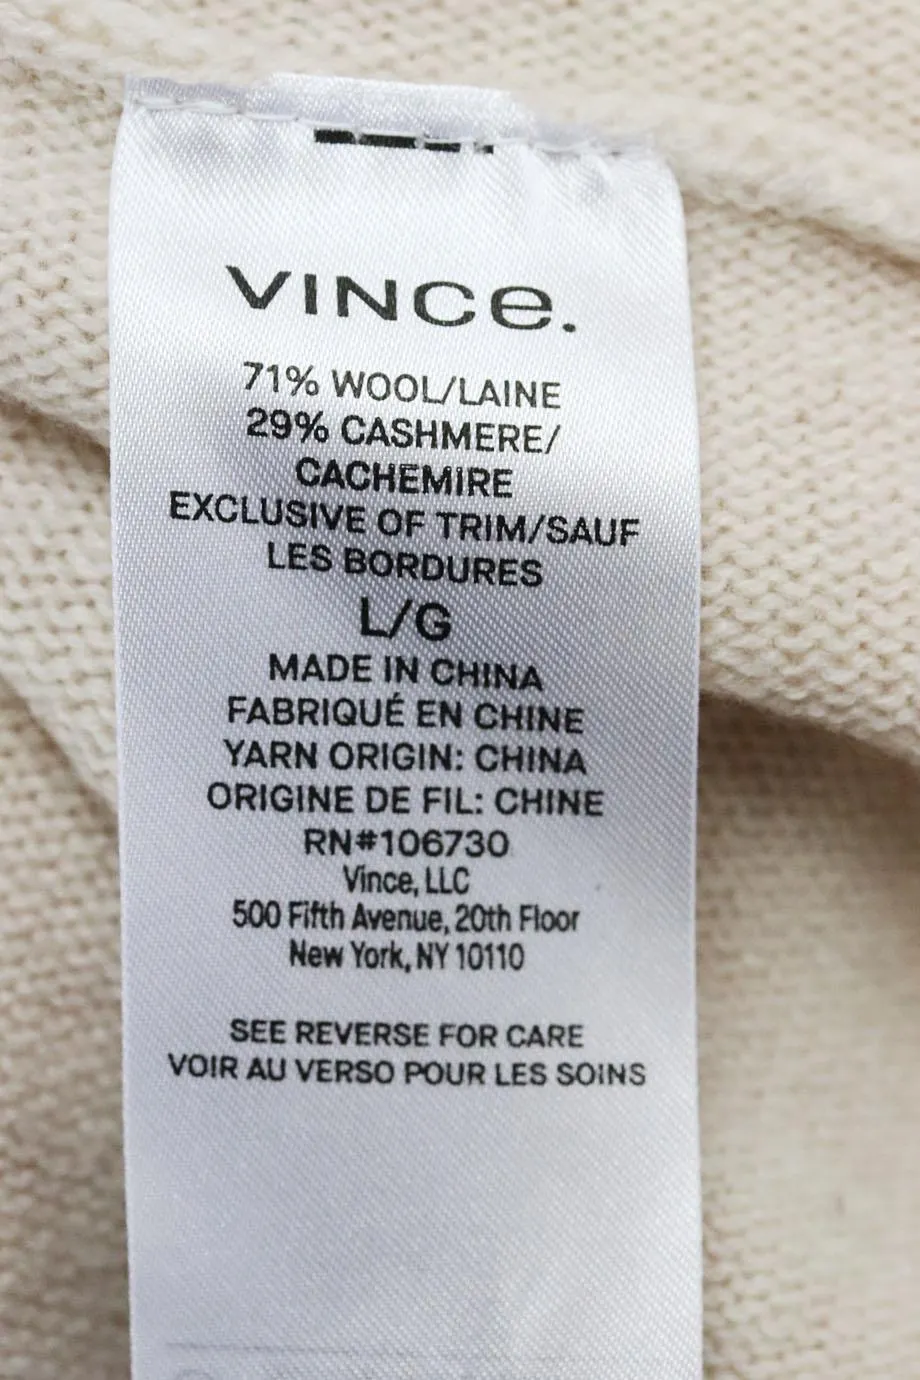 VINCe.
71% WOOL/LAINE
29% CASHMERE/
CACHEMIRE
EXCLUSIVE OF TRIM/SAUF
LES BORDURES
L/G
MADE IN CHINA
FABRIQUÉ EN CHINE
YARN ORIGIN: CHINA
ORIGINE DE FIL: CHINE
RN#106730
Vince, LLC
500 Fifth Avenue, 20th Floor
New York, NY 10110
SEE REVERSE FOR CARE
VOIR AU VERSO POUR LES SOINS